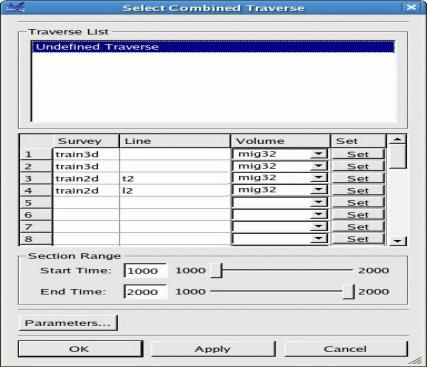 Select Combined Traverse
Traverse List
Undefined Traverse
Survey Line Volume Set
1 train3d mig32 Set
2 mig32 Set
3 train2d t2 mig32 Set
4 train2d l2 mig32 Set
5 Set
6 Set
7 Set
8 Set
Section Range
Start Time: 1000 1000 2000
End Time: 2000 1000 2000
Parameters...
OK Apply Cancel